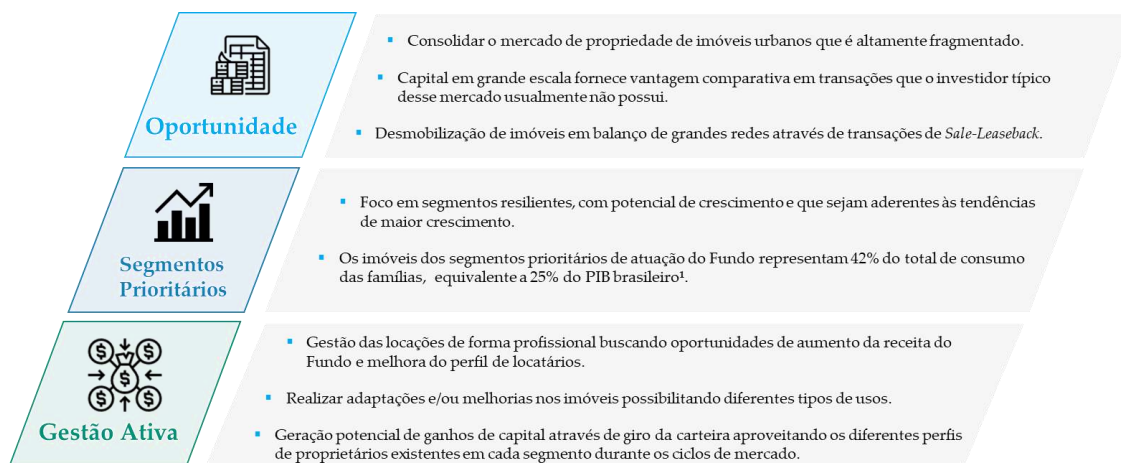 Oportunidade
▪ Consolidar o mercado de propriedade de imóveis urbanos que é altamente fragmentado.
▪ Capital em grande escala fornece vantagem comparativa em transações que o investidor típico
desse mercado usualmente não possui.
▪ Desmobilização de imóveis em balanço de grandes redes através de transações de Sale-Leaseback.
Segmentos
Prioritários
▪ Foco em segmentos resilientes, com potencial de crescimento e que sejam aderentes às tendências
de maior crescimento.
▪ Os imóveis dos segmentos prioritários de atuação do Fundo representam 42% do total de consumo
das famílias, equivalente a 25% do PIB brasileiro¹.
Gestão Ativa
▪ Gestão das locações de forma profissional buscando oportunidades de aumento da receita do
Fundo e melhora do perfil de locatários.
▪ Realizar adaptações e/ou melhorias nos imóveis possibilitando diferentes tipos de usos.
▪ Geração potencial de ganhos de capital através de giro da carteira aproveitando os diferentes perfis
de proprietários existentes em cada segmento durante os ciclos de mercado.